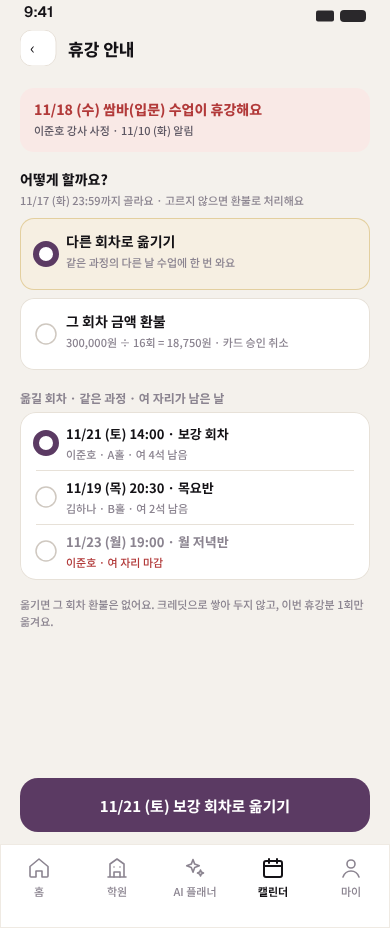 9:41
휴강 안내
11/18 (수) 쌈바(입문) 수업이 휴강해요
이준호 강사 사정 · 11/10 (화) 알림
어떻게 할까요?
11/17 (화) 23:59까지 골라요 · 고르지 않으면 환불로 처리해요
다른 회차로 옮기기
같은 과정의 다른 날 수업에 한 번 와요
그 회차 금액 환불
300,000원 ÷ 16회 = 18,750원 · 카드 승인 취소
옮길 회차 · 같은 과정 · 여 자리가 남은 날
11/21 (토) 14:00 · 보강 회차
이준호 · A홀 · 여 4석 남음
11/19 (목) 20:30 · 목요반
김하나 · B홀 · 여 2석 남음
11/23 (월) 19:00 · 월 저녁반
이준호 · 여 자리 마감
옮기면 그 회차 환불은 없어요. 크레딧으로 쌓아 두지 않고, 이번 휴강분 1회만
옮겨요.
11/21 (토) 보강 회차로 옮기기
홈
학원
AI 플래너
캘린더
마이